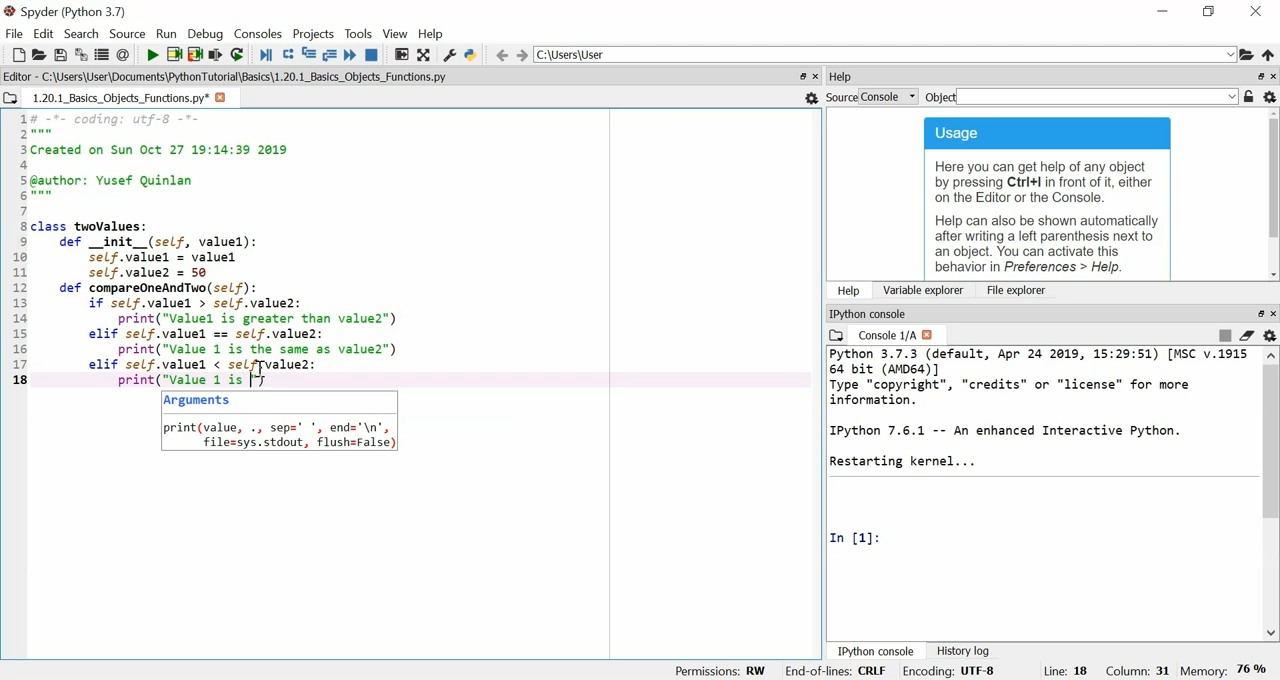 Spyder (Python 3.7)
File Edit Search Source Run Debug Consoles Projects Tools View Help
C:\Users\User
Editor - C:\Users\User\Documents\PythonTutorial\Basics\1.20.1_Basics_Objects_Functions.py
1.20.1_Basics_Objects_Functions.py*
1 # -*- coding: utf-8 -*-
2 """
3 Created on Sun Oct 27 19:14:39 2019
4
5 @author: Yusef Quinlan
6 """
7
8 class twoValues:
9 def __init__(self, value1):
10 self.value1 = value1
11 self.value2 = 50
12 def compareOneAndTwo(self):
13 if self.value1 > self.value2:
14 print("Value1 is greater than value2")
15 elif self.value1 == self.value2:
16 print("Value 1 is the same as value2")
17 elif self.value1 < self.value2:
18 print("Value 1 is ")
Arguments
print(value, ., sep=' ', end='\n',
file=sys.stdout, flush=False)
Help
Source Console Object
Usage
Here you can get help of any object
by pressing Ctrl+I in front of it, either
on the Editor or the Console.
Help can also be shown automatically
after writing a left parenthesis next to
an object. You can activate this
behavior in Preferences > Help.
Help Variable explorer File explorer
IPython console
Console 1/A
Python 3.7.3 (default, Apr 24 2019, 15:29:51) [MSC v.1915
64 bit (AMD64)]
Type "copyright", "credits" or "license" for more
information.
IPython 7.6.1 -- An enhanced Interactive Python.
Restarting kernel...
In [1]:
IPython console History log
Permissions: RW End-of-lines: CRLF Encoding: UTF-8 Line: 18 Column: 31 Memory: 76 %